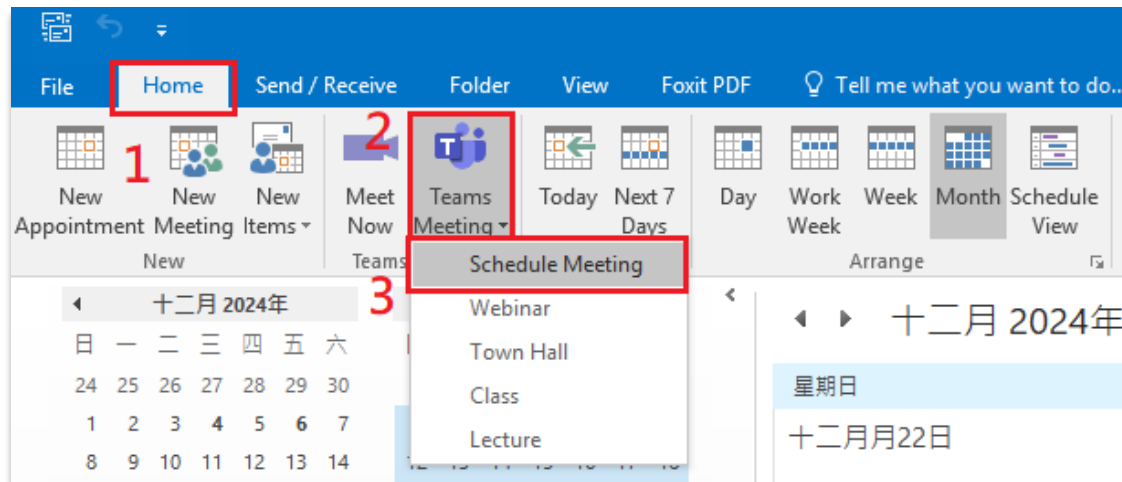 File Home Send / Receive Folder View Foxit PDF Tell me what you want to do...
1 2
New Appointment
New Meeting
New Items
Meet Now
Teams Meeting
Today
Next 7 Days
Day
Work Week
Week
Month
Schedule View
New Teams Arrange
Schedule Meeting
3
Webinar
Town Hall
Class
Lecture
十二月 2024年
日 一 二 三 四 五 六
24 25 26 27 28 29 30
1 2 3 4 5 6 7
8 9 10 11 12 13 14
十二月 2024年
星期日
十二月月22日